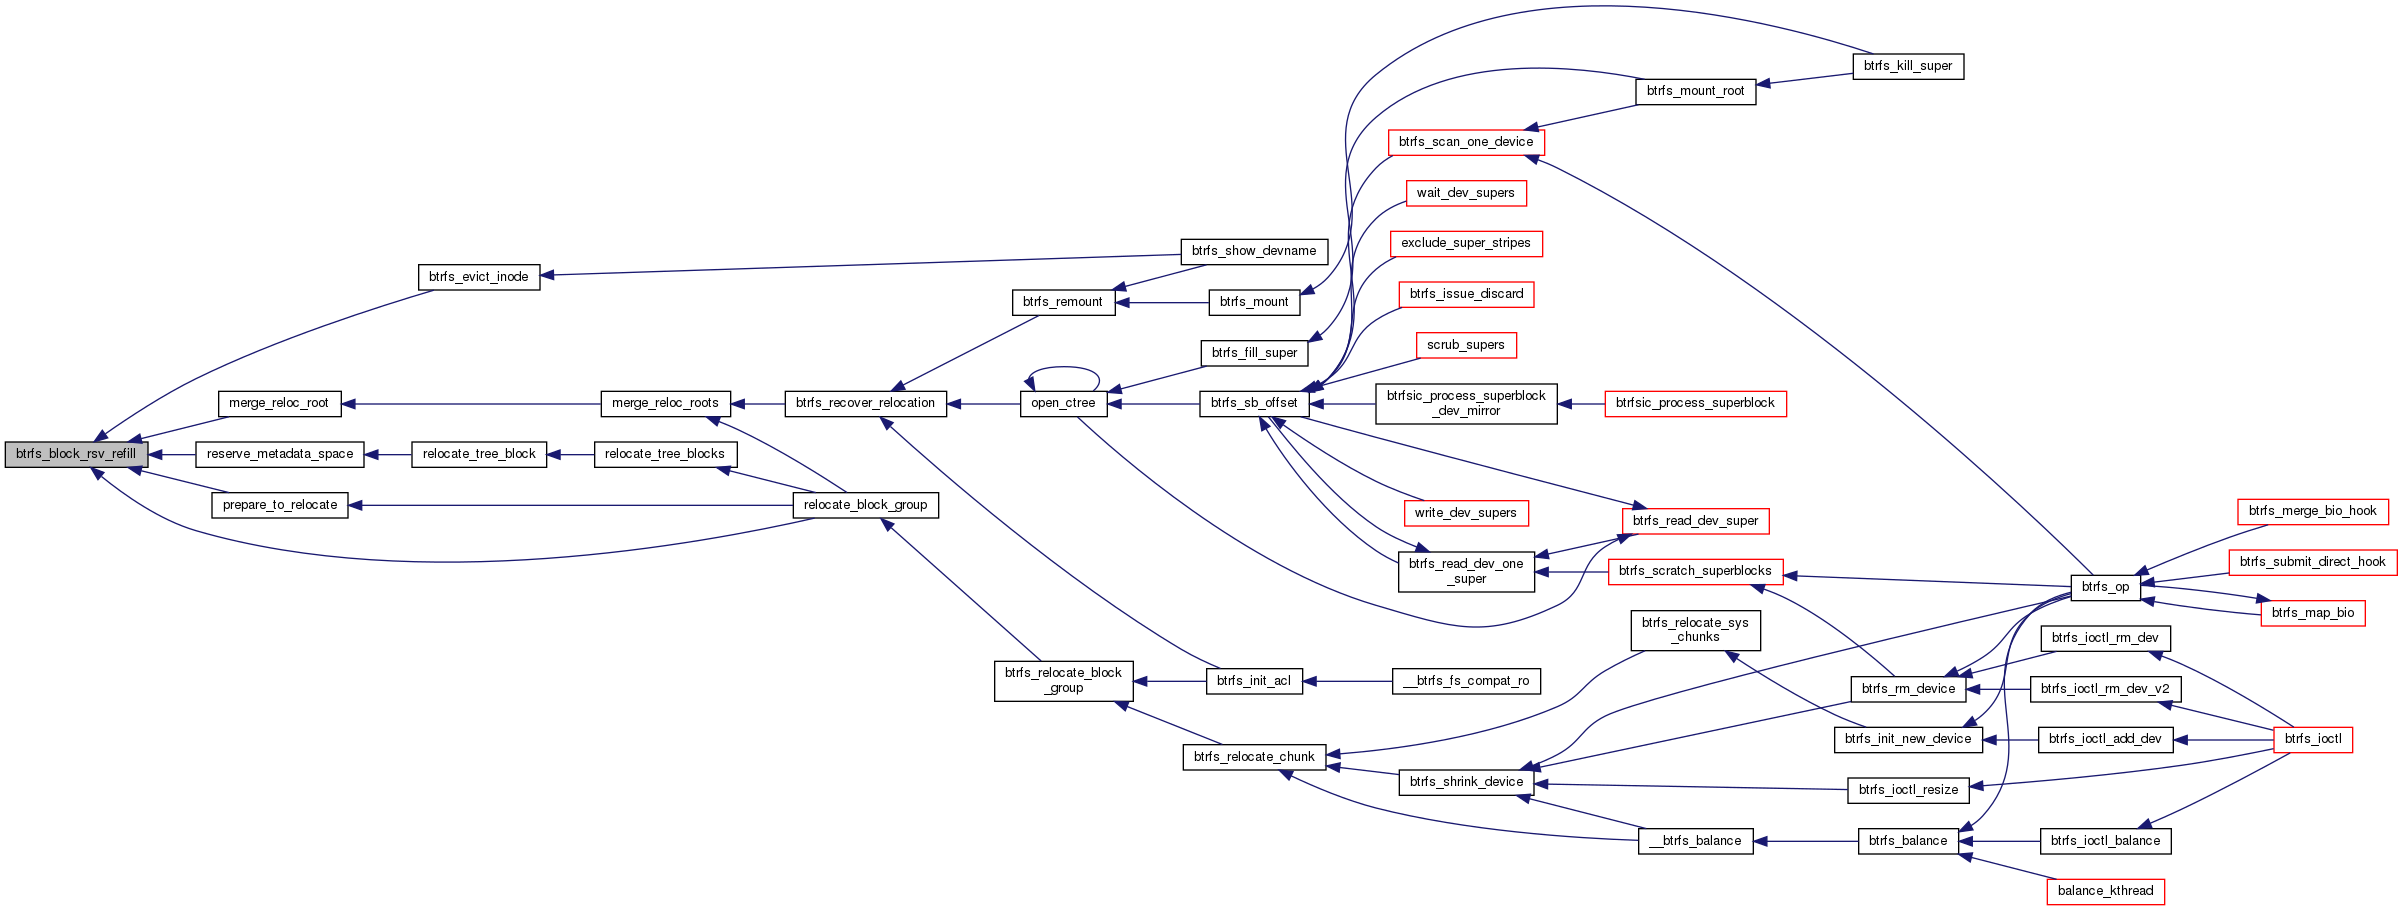 btrfs_kill_super
btrfs_mount_root
btrfs_scan_one_device
wait_dev_supers
exclude_super_stripes
btrfs_show_devname
btrfs_evict_inode
btrfs_remount
btrfs_mount
btrfs_issue_discard
btrfs_fill_super
scrub_supers
merge_reloc_root
merge_reloc_roots
btrfs_recover_relocation
open_ctree
btrfs_sb_offset
btrfsic_process_superblock
_dev_mirror
btrfsic_process_superblock
btrfs_block_rsv_refill
reserve_metadata_space
relocate_tree_block
relocate_tree_blocks
prepare_to_relocate
relocate_block_group
write_dev_supers
btrfs_read_dev_super
btrfs_merge_bio_hook
btrfs_read_dev_one
_super
btrfs_scratch_superblocks
btrfs_submit_direct_hook
btrfs_op
btrfs_map_bio
btrfs_relocate_sys
_chunks
btrfs_ioctl_rm_dev
btrfs_relocate_block
_group
btrfs_init_acl
__btrfs_fs_compat_ro
btrfs_rm_device
btrfs_ioctl_rm_dev_v2
btrfs_init_new_device
btrfs_ioctl_add_dev
btrfs_ioctl
btrfs_relocate_chunk
btrfs_shrink_device
btrfs_ioctl_resize
__btrfs_balance
btrfs_balance
btrfs_ioctl_balance
balance_kthread